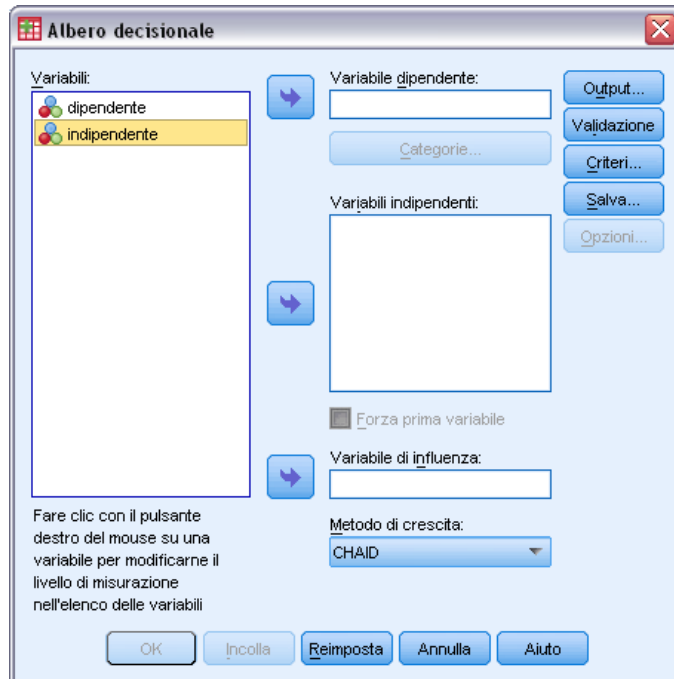 Albero decisionale
Variabili:
dipendente
indipendente
Fare clic con il pulsante
destro del mouse su una
variabile per modificarne il
livello di misurazione
nell'elenco delle variabili
Variabile dipendente:
Categorie...
Variabili indipendenti:
Forza prima variabile
Variabile di influenza:
Metodo di crescita:
CHAID
Output...
Validazione
Criteri...
Salva...
Opzioni...
OK
Incolla
Reimposta
Annulla
Aiuto